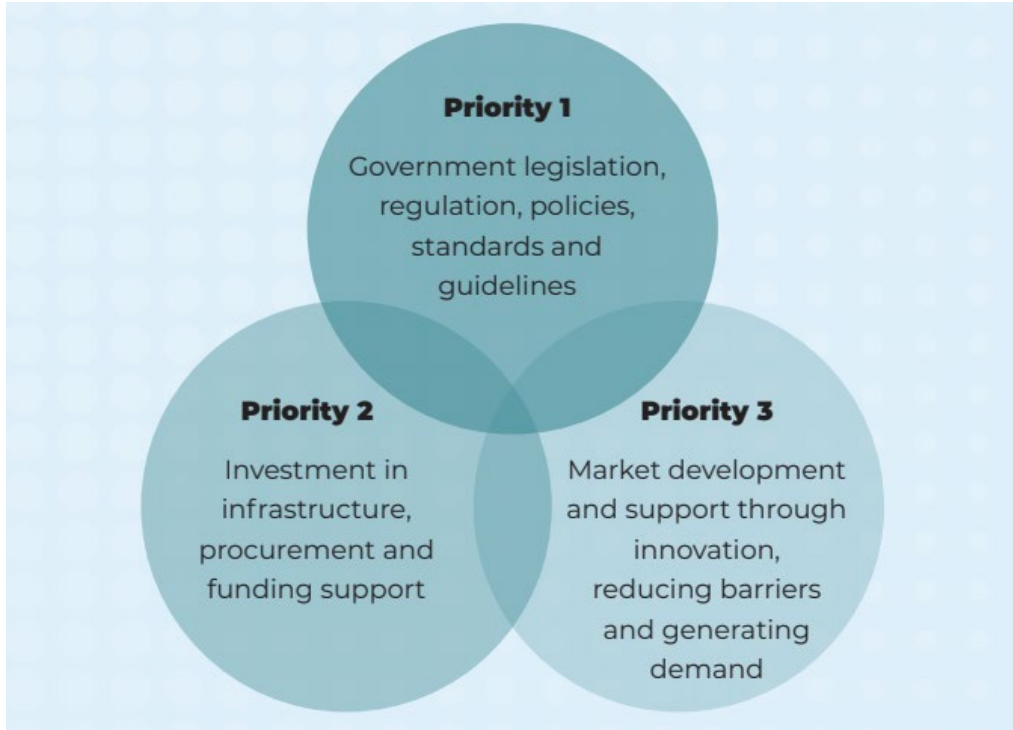 Priority 1
Government legislation,
regulation, policies,
standards and
guidelines
Priority 2
Investment in
infrastructure,
procurement and
funding support
Priority 3
Market development
and support through
innovation,
reducing barriers
and generating
demand